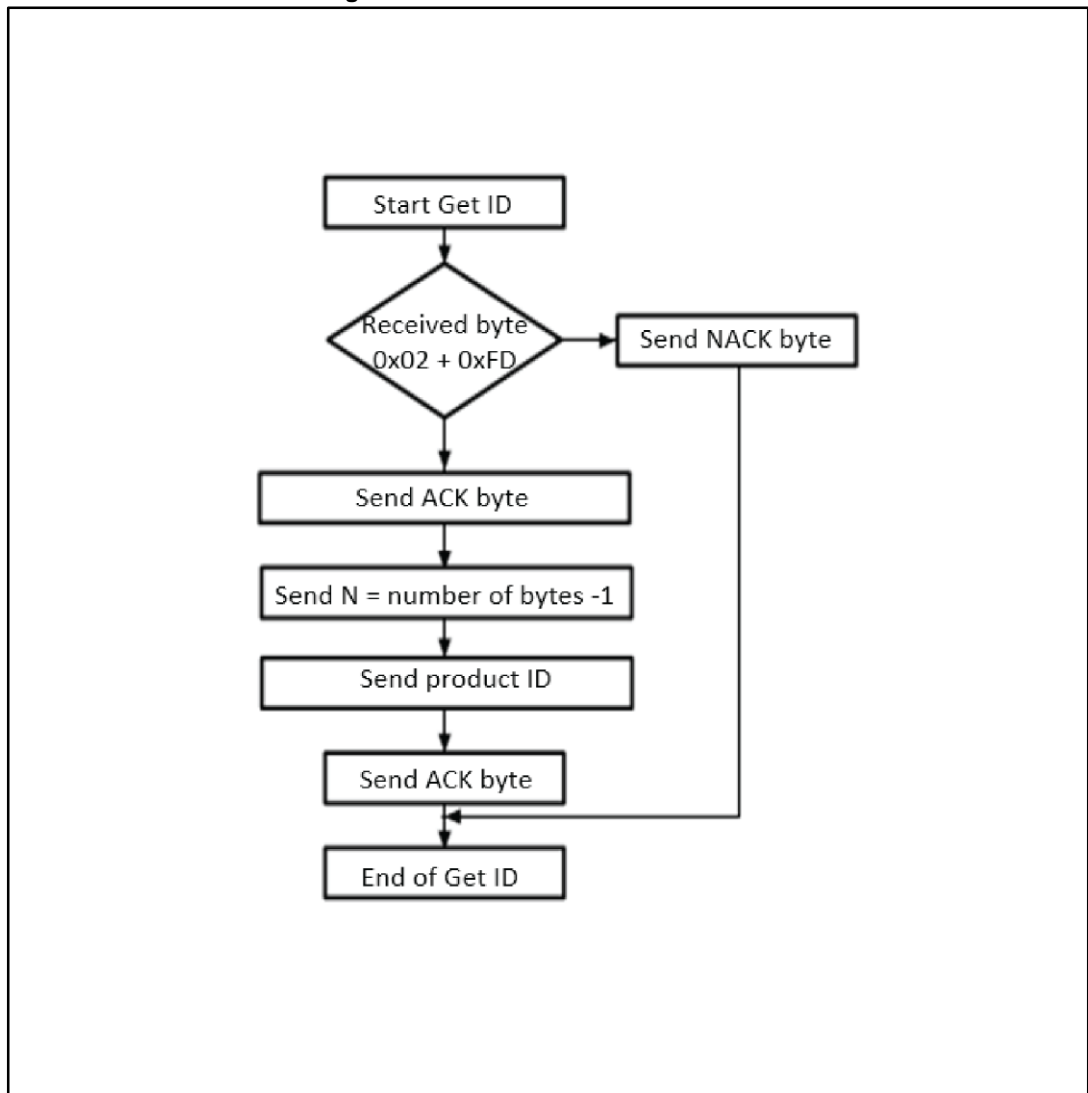 Start Get ID
Received byte
0x02 + 0xFD
Send NACK byte
Send ACK byte
Send N = number of bytes -1
Send product ID
Send ACK byte
End of Get ID